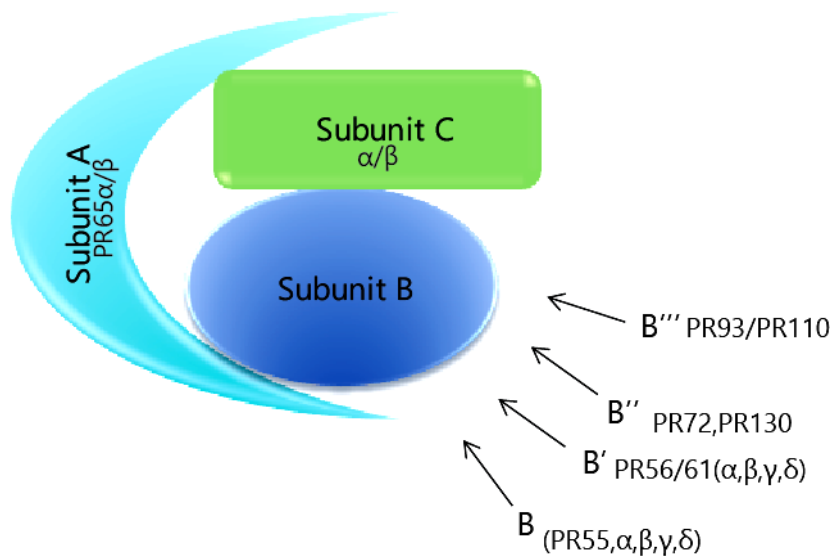 Subunit A
PR65α/β
Subunit C
α/β
Subunit B
B′′′ PR93/PR110
B′′ PR72,PR130
B′ PR56/61(α,β,γ,δ)
B (PR55,α,β,γ,δ)